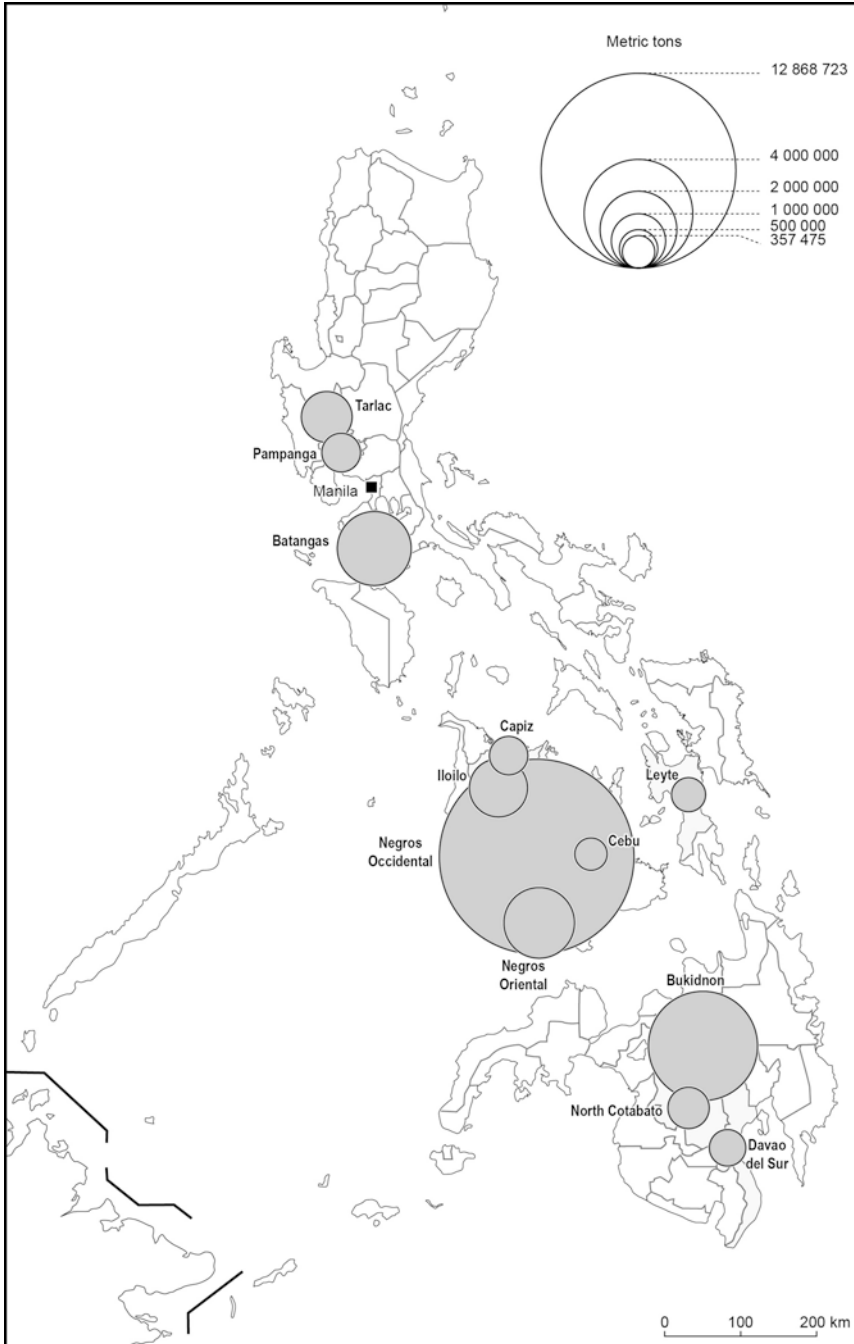 Metric tons
12 868 723
4 000 000
2 000 000
1 000 000
500 000
357 475
Tarlac
Pampanga
Manila
Batangas
Capiz
Iloilo
Leyte
Negros
Occidental
Cebu
Negros
Oriental
Bukidnon
North Cotabato
Davao
del Sur
0 100 200 km